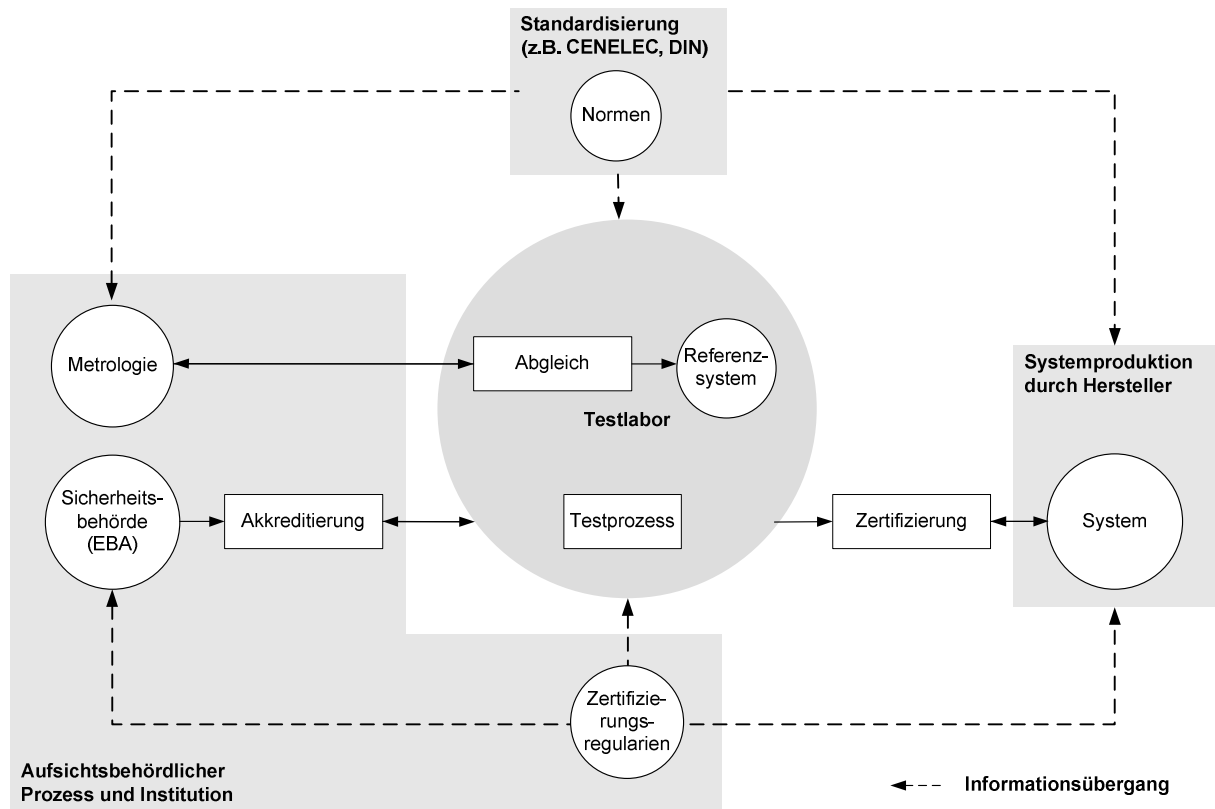 Standardisierung
(z.B. CENELEC, DIN)
Normen
Metrologie
Abgleich
Referenz-
system
Testlabor
Systemproduktion
durch Hersteller
Sicherheits-
behörde
(EBA)
Akkreditierung
Testprozess
Zertifizierung
System
Zertifizie-
rungs-
regularien
Aufsichtsbehördlicher
Prozess und Institution
Informationsübergang